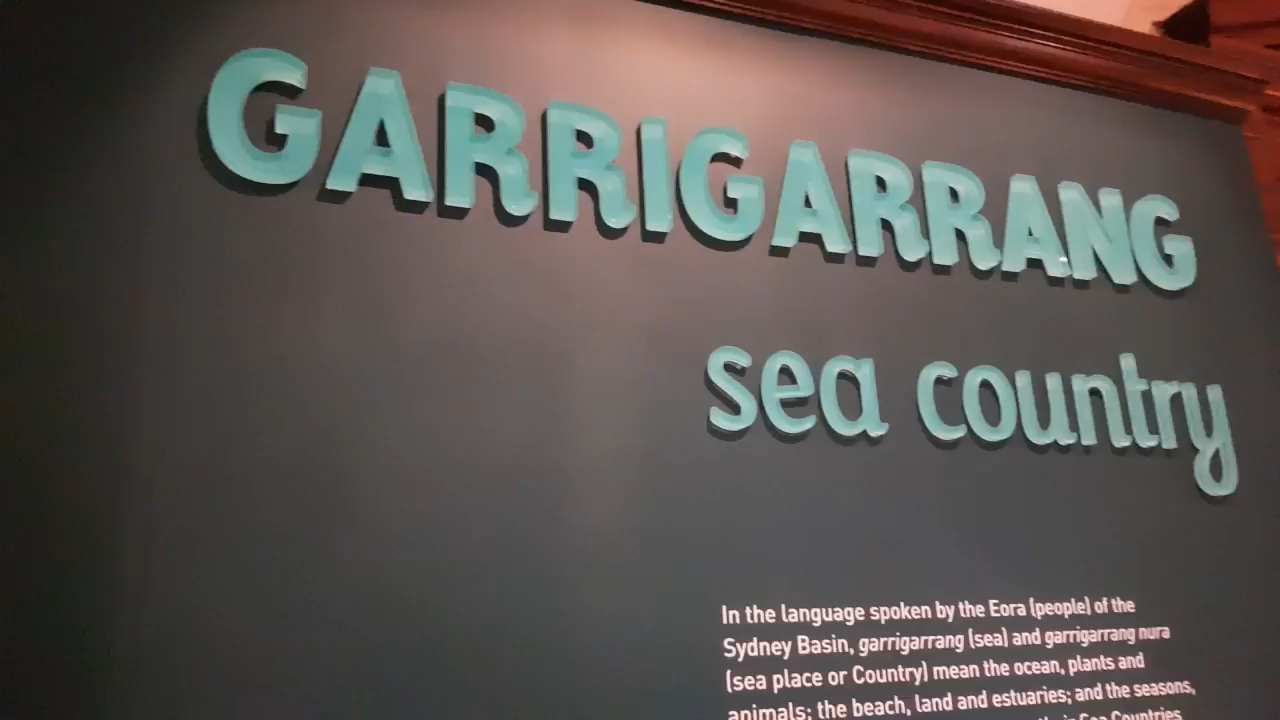 GARRIGARRANG
sea country
In the language spoken by the Eora (people) of the
Sydney Basin, garrigarrang (sea) and garrigarrang nura
(sea place or Country) mean the ocean, plants and
animals; the beach, land and estuaries; and the seasons,
Sea Countries